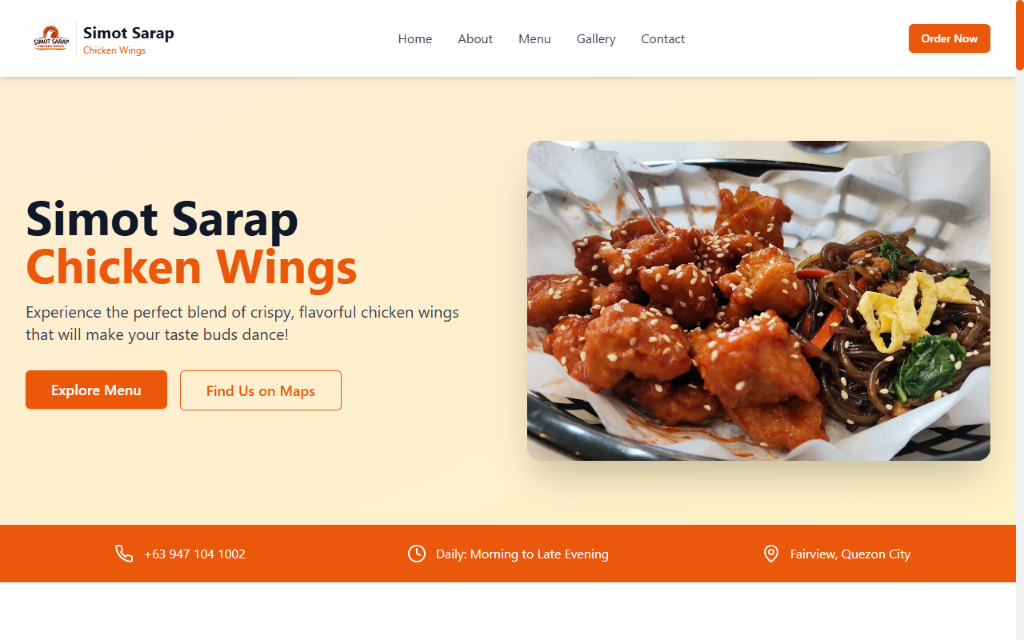 SIMOT SARAP
Simot Sarap
Chicken Wings
Home
About
Menu
Gallery
Contact
Order Now
Simot Sarap
Chicken Wings
Experience the perfect blend of crispy, flavorful chicken wings
that will make your taste buds dance!
Explore Menu
Find Us on Maps
+63 947 104 1002
Daily: Morning to Late Evening
Fairview, Quezon City